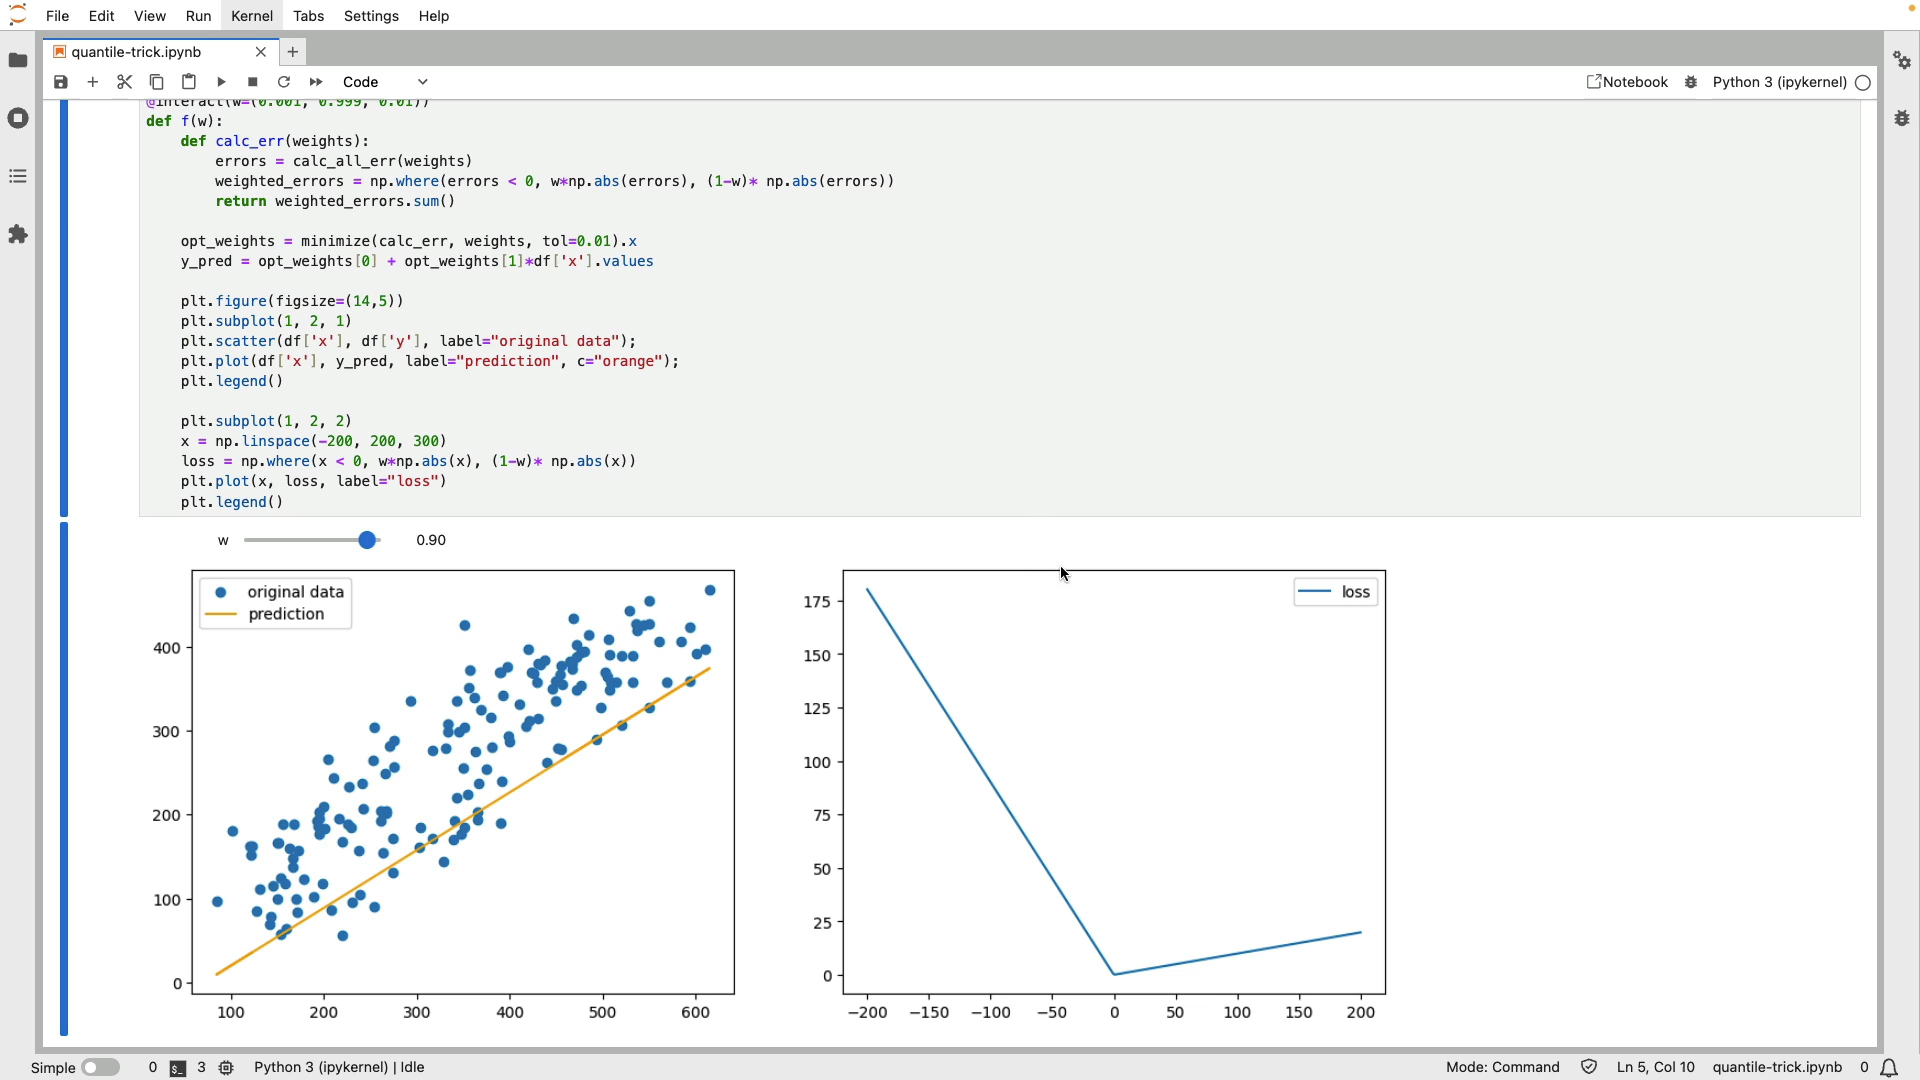 File Edit View Run Kernel Tabs Settings Help
quantile-trick.ipynb
Code Notebook Python 3 (ipykernel)
@interact(w=(0.001, 0.999, 0.01))
def f(w):
    def calc_err(weights):
        errors = calc_all_err(weights)
        weighted_errors = np.where(errors < 0, w*np.abs(errors), (1-w)* np.abs(errors))
        return weighted_errors.sum()
    opt_weights = minimize(calc_err, weights, tol=0.01).x
    y_pred = opt_weights[0] + opt_weights[1]*df['x'].values
    plt.figure(figsize=(14,5))
    plt.subplot(1, 2, 1)
    plt.scatter(df['x'], df['y'], label="original data");
    plt.plot(df['x'], y_pred, label="prediction", c="orange");
    plt.legend()
    plt.subplot(1, 2, 2)
    x = np.linspace(-200, 200, 300)
    loss = np.where(x < 0, w*np.abs(x), (1-w)* np.abs(x))
    plt.plot(x, loss, label="loss")
    plt.legend()
w 0.90
original data
prediction
400
300
200
100
0
100 200 300 400 500 600
loss
175
150
125
100
75
50
25
0
−200 −150 −100 −50 0 50 100 150 200
Simple 0 $_ 3 Python 3 (ipykernel) | Idle Mode: Command Ln 5, Col 10 quantile-trick.ipynb 0